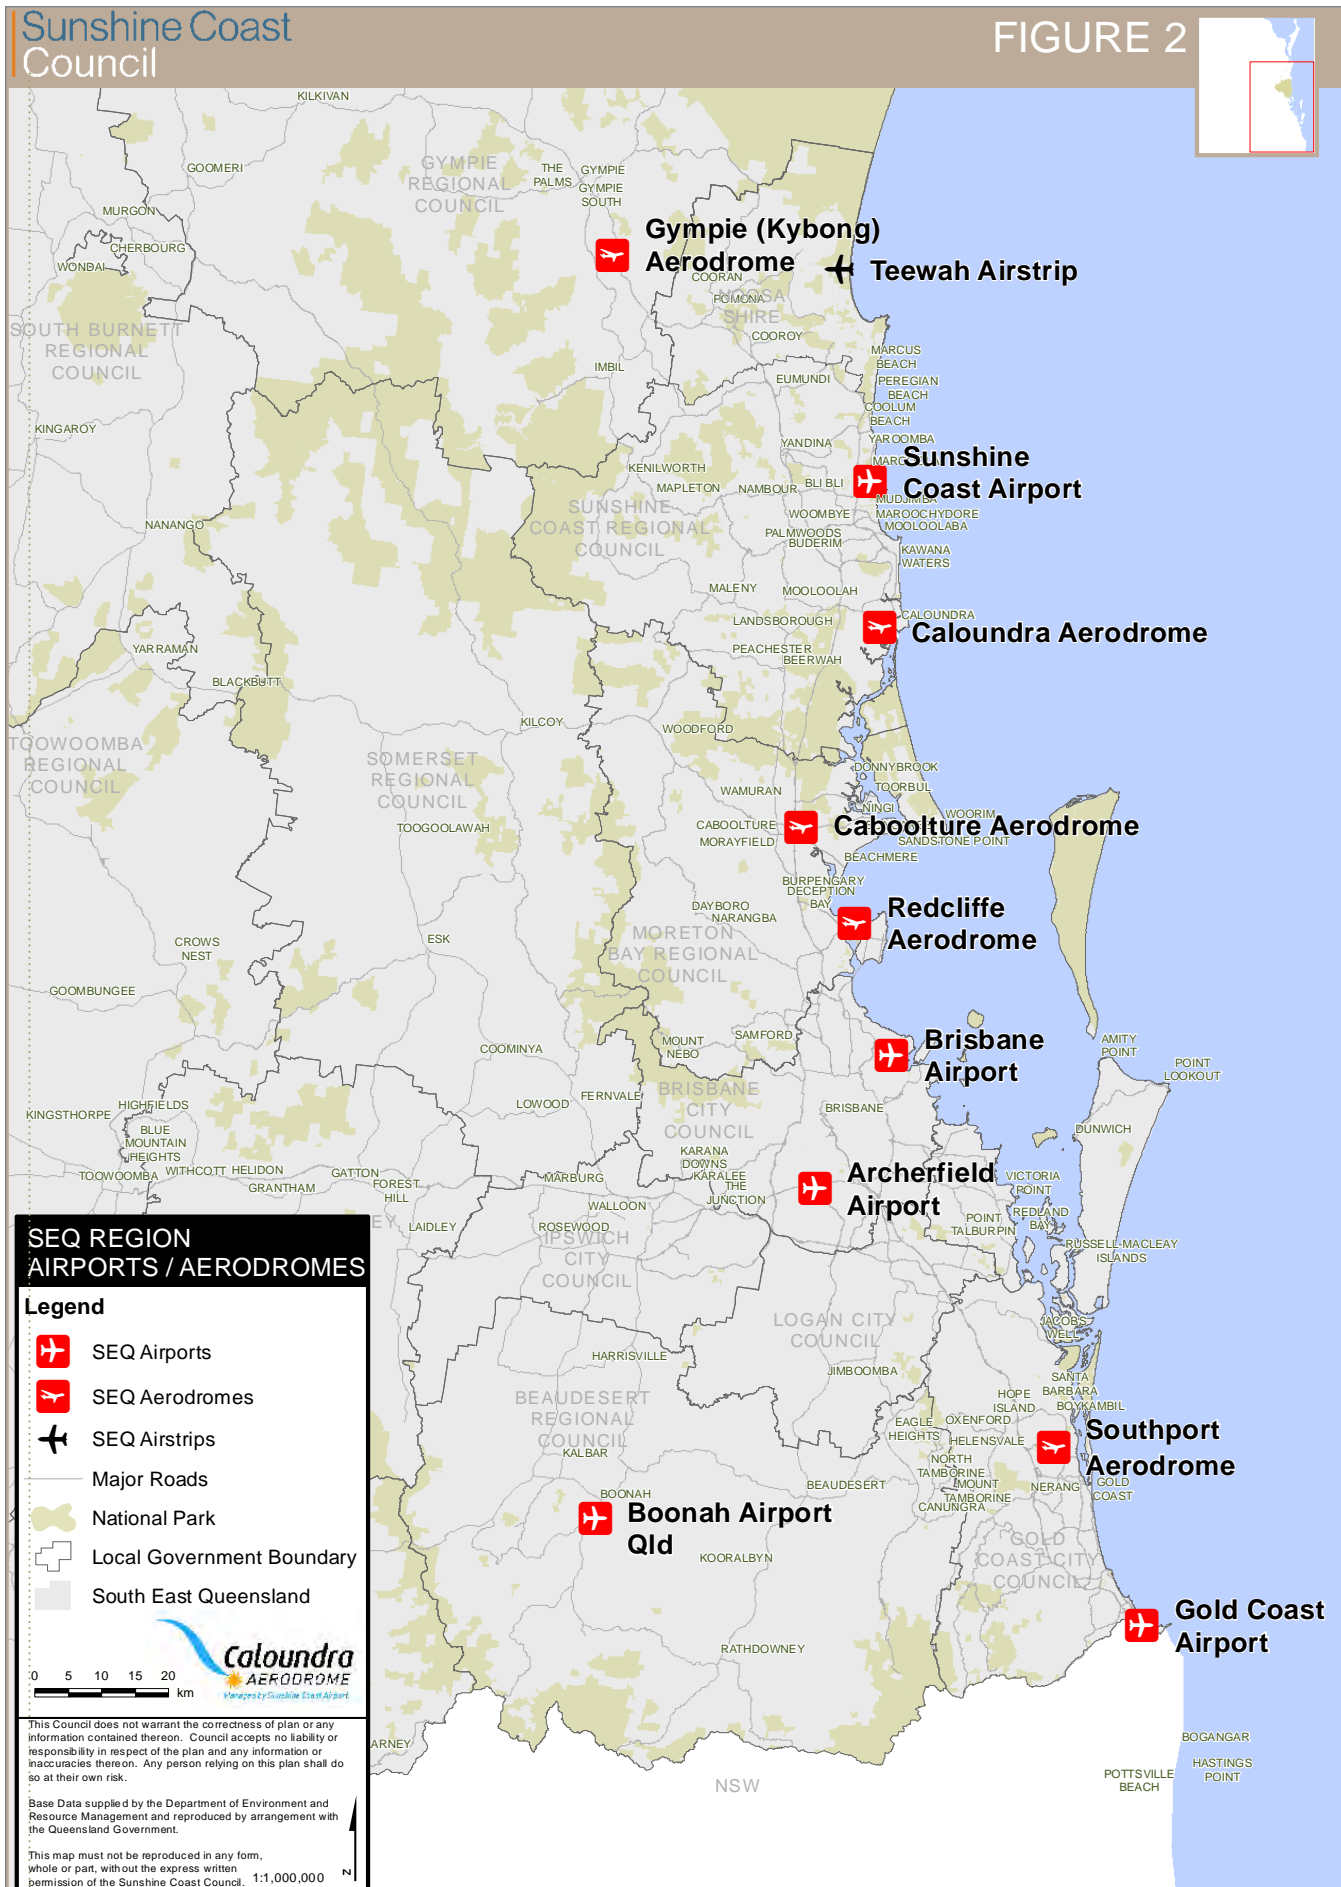 Sunshine Coast
Council
FIGURE 2
KILKIVAN
GOOMERI
GYMPIE
REGIONAL
COUNCIL
THE
PALMS
GYMPIE
GYMPIE
SOUTH
MURGON
CHERBOURG
WONDAI
Gympie (Kybong)
Aerodrome
Teewah Airstrip
COORAN
POMONA
NOOSA
SHIRE
COOROY
SOUTH BURNETT
REGIONAL
COUNCIL
IMBIL
MARCUS
BEACH
EUMUNDI
PEREGIAN
BEACH
COOLUM
BEACH
KINGAROY
YANDINA
YAROOMBA
Sunshine
Coast Airport
KENILWORTH
MAPLETON
NAMBOUR
BLI BLI
MUDJIMBA
SUNSHINE
COAST REGIONAL
COUNCIL
WOOMBYE
MAROOCHYDORE
MOOLOOLABA
NANANGO
PALMWOODS
BUDERIM
KAWANA
WATERS
MALENY
MOOLOOLAH
LANDSBOROUGH
CALOUNDRA
Caloundra Aerodrome
YARRAMAN
PEACHESTER
BEERWAH
BLACKBUTT
KILCOY
WOODFORD
TOOWOOMBA
REGIONAL
COUNCIL
SOMERSET
REGIONAL
COUNCIL
DONNYBROOK
TOORBUL
WAMURAN
NINGI
WOORIM
TOOGOOLAWAH
CABOOLTURE
Caboolture Aerodrome
MORAYFIELD
SANDSTONE POINT
BEACHMERE
BURPENGARY
DECEPTION
BAY
DAYBORO
NARANGBA
Redcliffe
Aerodrome
MORETON
BAY REGIONAL
COUNCIL
CROWS
NEST
ESK
GOOMBUNGEE
MOUNT
NEBO
SAMFORD
Brisbane
Airport
AMITY
POINT
POINT
LOOKOUT
COOMINYA
BRISBANE
CITY
COUNCIL
LOWOOD
FERNVALE
BRISBANE
KINGSTHORPE
HIGHFIELDS
BLUE
MOUNTAIN
HEIGHTS
DUNWICH
TOOWOOMBA
WITHCOTT
HELIDON
GRANTHAM
GATTON
FOREST
HILL
MARBURG
KARANA
DOWNS
KARALEE
THE
JUNCTION
Archerfield
Airport
VICTORIA
POINT
WALLOON
LAIDLEY
ROSEWOOD
POINT
TALBURPIN
REDLAND
BAY
EY
IPSWICH
CITY
COUNCIL
RUSSELL-MACLEAY
ISLANDS
LOGAN CITY
COUNCIL
JACOBS
WELL
HARRISVILLE
JIMBOOMBA
SANTA
BARBARA
HOPE
ISLAND
BOYKAMBIL
BEAUDESERT
REGIONAL
COUNCIL
KALBAR
EAGLE
HEIGHTS
OXENFORD
HELENSVALE
Southport
Aerodrome
BEAUDESERT
NORTH
TAMBORINE
MOUNT
TAMBORINE
CANUNGRA
NERANG
GOLD
COAST
BOONAH
Boonah Airport
Qld
KOORALBYN
GOLD
COAST CITY
COUNCIL
Gold Coast
Airport
RATHDOWNEY
ARNEY
NSW
BOGANGAR
HASTINGS
POINT
POTTSVILLE
BEACH
SEQ REGION
AIRPORTS / AERODROMES
Legend
SEQ Airports
SEQ Aerodromes
SEQ Airstrips
Major Roads
National Park
Local Government Boundary
South East Queensland
Caloundra
AERODROME
Managed by Sunshine Coast Airport
0 5 10 15 20
km
This Council does not warrant the correctness of plan or any
information contained thereon. Council accepts no liability or
responsibility in respect of the plan and any information or
inaccuracies thereon. Any person relying on this plan shall do
so at their own risk.
Base Data supplied by the Department of Environment and
Resource Management and reproduced by arrangement with
the Queensland Government.
This map must not be reproduced in any form,
whole or part, without the express written
permission of the Sunshine Coast Council.
1:1,000,000
N